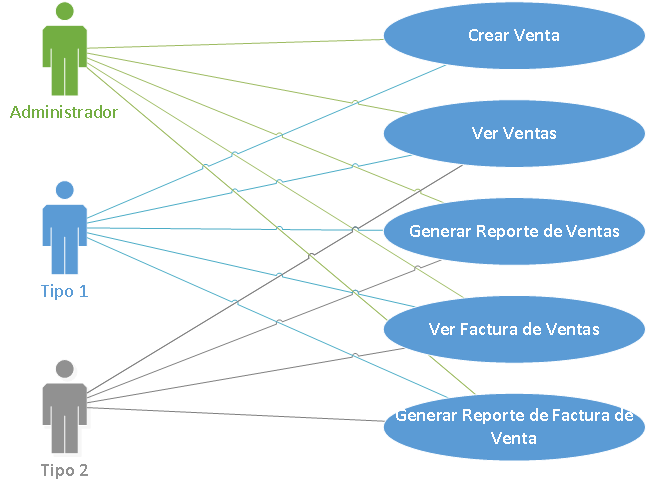 Administrador
Tipo 1
Tipo 2
Crear Venta
Ver Ventas
Generar Reporte de Ventas
Ver Factura de Ventas
Generar Reporte de Factura de
Venta